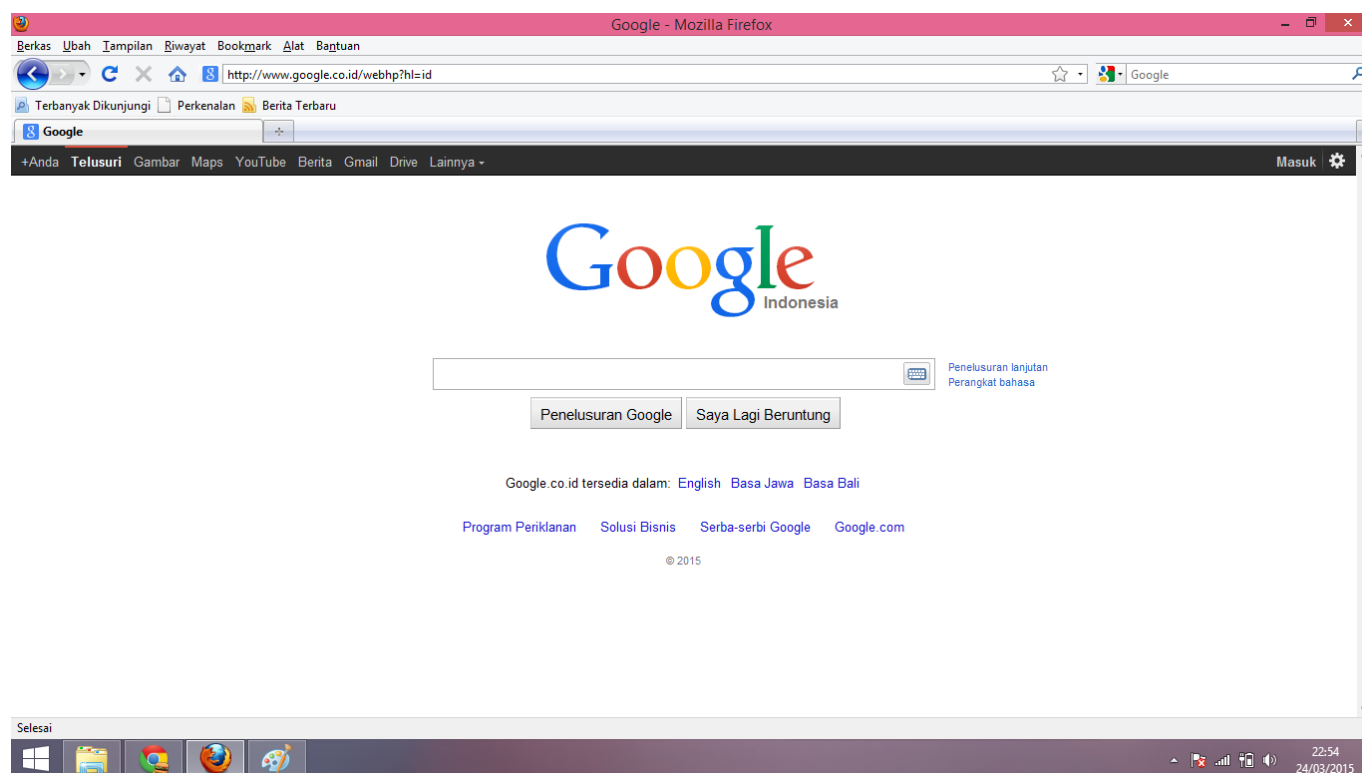 Google - Mozilla Firefox
Berkas Ubah Tampilan Riwayat Bookmark Alat Bantuan
http://www.google.co.id/webhp?hl=id Google
Terbanyak Dikunjungi Perkenalan Berita Terbaru
Google
+Anda Telusuri Gambar Maps YouTube Berita Gmail Drive Lainnya Masuk
Google
Indonesia
Penelusuran lanjutan
Perangkat bahasa
Penelusuran Google Saya Lagi Beruntung
Google.co.id tersedia dalam: English Basa Jawa Basa Bali
Program Periklanan Solusi Bisnis Serba-serbi Google Google.com
© 2015
Selesai
22:54
24/03/2015